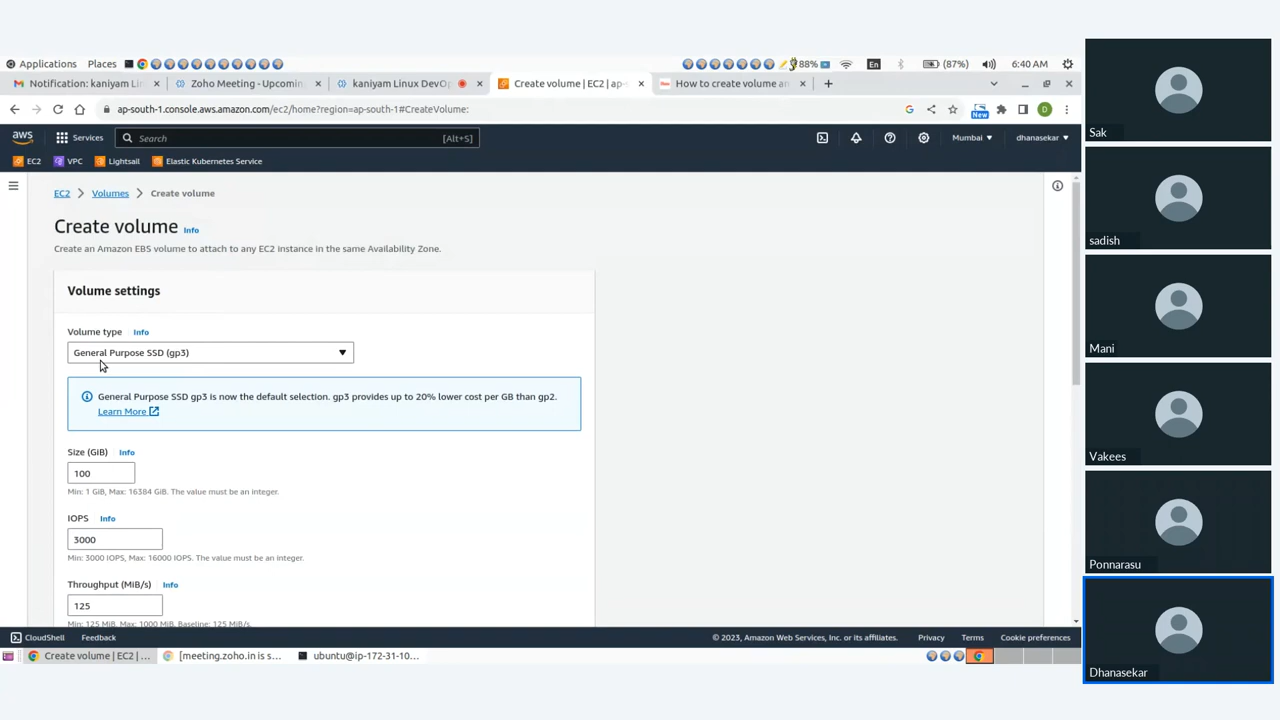 Applications Places 88% En (87%) 6:40 AM
Notification: kaniyam Lin
Zoho Meeting - Upcomin
kaniyam Linux DevO
Create volume | EC2 | ap-
How to create volume an
ap-south-1.console.aws.amazon.com/ec2/home?region=ap-south-1#CreateVolume:
New
D
aws Services Search [Alt+S] Mumbai dhanasekar
EC2 VPC Lightsail Elastic Kubernetes Service
EC2 > Volumes > Create volume
Create volume Info
Create an Amazon EBS volume to attach to any EC2 instance in the same Availability Zone.
Volume settings
Volume type Info
General Purpose SSD (gp3)
General Purpose SSD gp3 is now the default selection. gp3 provides up to 20% lower cost per GB than gp2.
Learn More
Size (GiB) Info
100
Min: 1 GiB, Max: 16384 GiB. The value must be an integer.
IOPS Info
3000
Min: 3000 IOPS, Max: 16000 IOPS. The value must be an integer.
Throughput (MiB/s) Info
125
Min: 125 MiB, Max: 1000 MiB. Baseline: 125 MiB/s.
CloudShell Feedback © 2023, Amazon Web Services, Inc. or its affiliates. Privacy Terms Cookie preferences
Create volume | EC2 | ... [meeting.zoho.in is s... ubuntu@ip-172-31-10...
Sak
sadish
Mani
Vakees
Ponnarasu
Dhanasekar